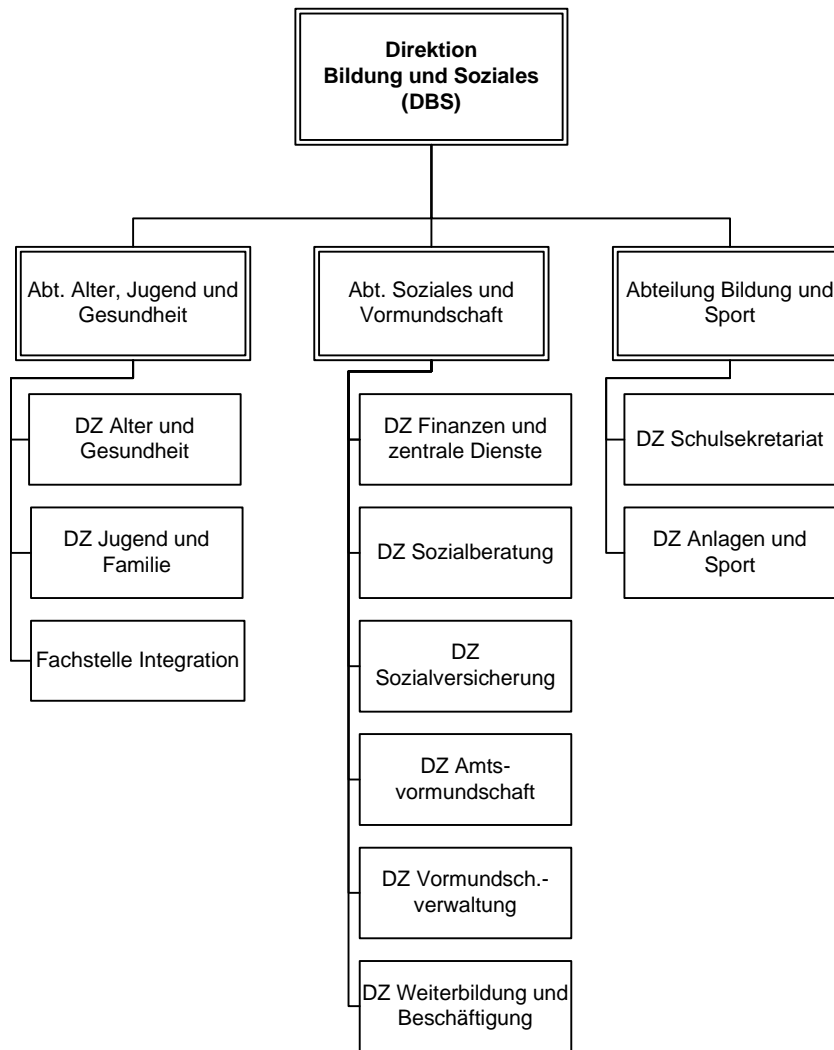 Direktion
Bildung und Soziales
(DBS)
Abt. Alter, Jugend und
Gesundheit
DZ Alter und
Gesundheit
DZ Jugend und
Familie
Fachstelle Integration
Abt. Soziales und
Vormundschaft
DZ Finanzen und
zentrale Dienste
DZ Sozialberatung
DZ
Sozialversicherung
DZ Amts-
vormundschaft
DZ Vormundsch.-
verwaltung
DZ Weiterbildung und
Beschäftigung
Abteilung Bildung und
Sport
DZ Schulsekretariat
DZ Anlagen und
Sport